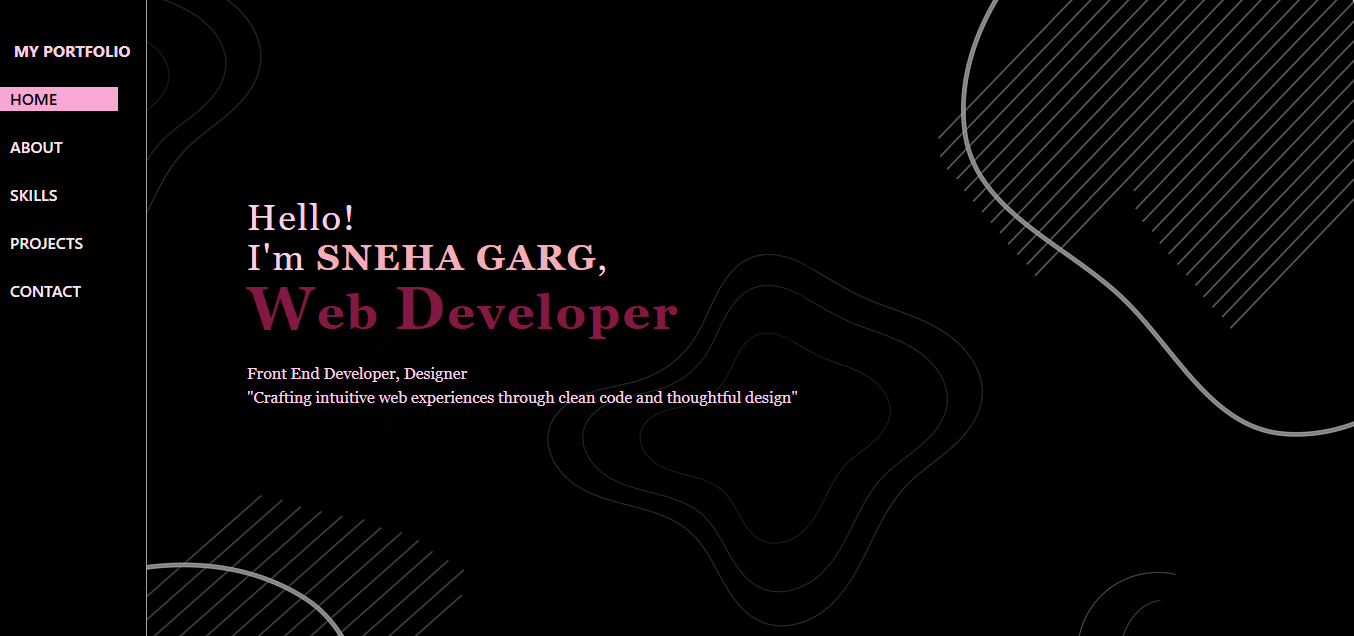 MY PORTFOLIO
HOME
ABOUT
SKILLS
PROJECTS
CONTACT
Hello!
I'm SNEHA GARG,
Web Developer
Front End Developer, Designer
"Crafting intuitive web experiences through clean code and thoughtful design"